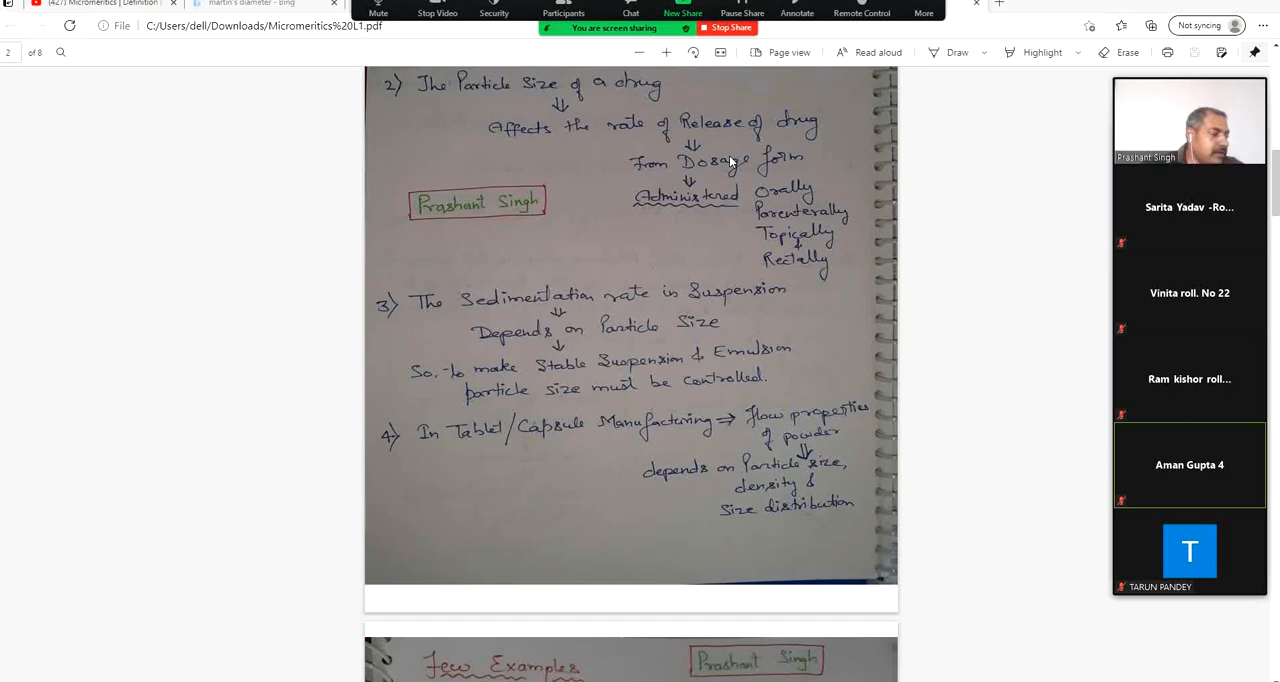 (427) Micromeritics | Definition
martin's diameter - Bing
Mute
Stop Video
Security
Participants
Chat
New Share
Pause Share
Annotate
Remote Control
More
File
C:/Users/dell/Downloads/Micromeritics%20L1.pdf
You are screen sharing
Stop Share
Not syncing
2
of 8
Page view
Read aloud
Draw
Highlight
Erase
2) The Particle Size of a drug
Affects the rate of Release of drug
From Dosage form
Administered Orally
Parenterally
Topically
&
Rectally
Prashant Singh
3) The Sedimentation rate in Suspension
Depends on Particle Size
So, to make Stable Suspension & Emulsion
particle size must be controlled.
4) In Tablet/Capsule Manufacturing ⇒ Flow properties
of powder
depends on Particle size,
density &
Size distribution
Few Examples
Prashant Singh
Prashant Singh
Sarita Yadav -Ro...
Vinita roll. No 22
Ram kishor roll...
Aman Gupta 4
T
TARUN PANDEY